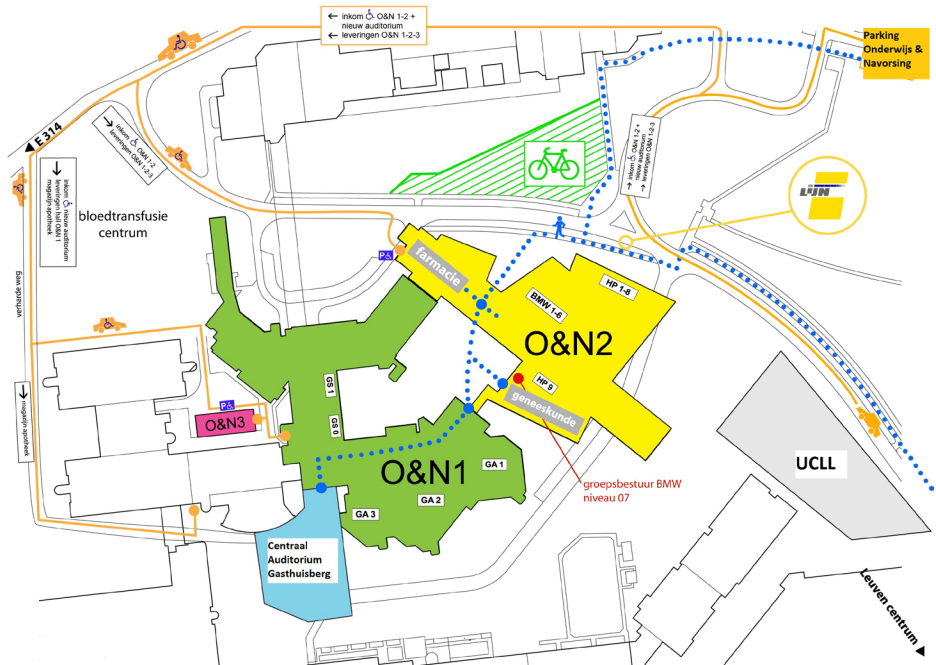 ← inkom O&N 1-2 +
nieuw auditorium
← leveringen O&N 1-2-3
Parking
Onderwijs &
Navorsing
E 314
inkom O&N 1-2
leveringen O&N 1-2-3
→ inkom O&N 1-2 +
nieuw auditorium
→ leveringen O&N 1-2-3
inkom nieuw auditorium
leveringen hall O&N 1
magazijn apotheek
LIJN
bloedtransfusie
centrum
P
farmacie
HP 1-8
BMW 1-6
O&N2
verharde weg
GS 1
HP 9
geneeskunde
P
magazijn apotheek
O&N3
GS 0
UCLL
O&N1
GA 1
groepsbestuur BMW
niveau 07
GA 2
GA 3
Centraal
Auditorium
Gasthuisberg
Leuven centrum